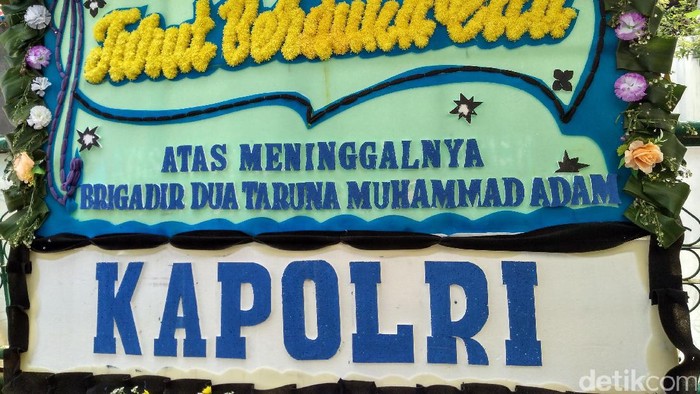 Turut Berduka Cita
ATAS MENINGGALNYA
BRIGADIR DUA TARUNA MUHAMMAD ADAM
KAPOLRI
detikcom